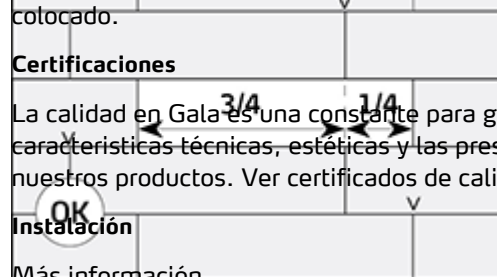 colocado.
Certificaciones
3/4 1/4
La calidad en Gala es una constante para g
caracteristicas técnicas, estéticas y las pres
nuestros productos. Ver certificados de cali
OK
Instalación
Más información